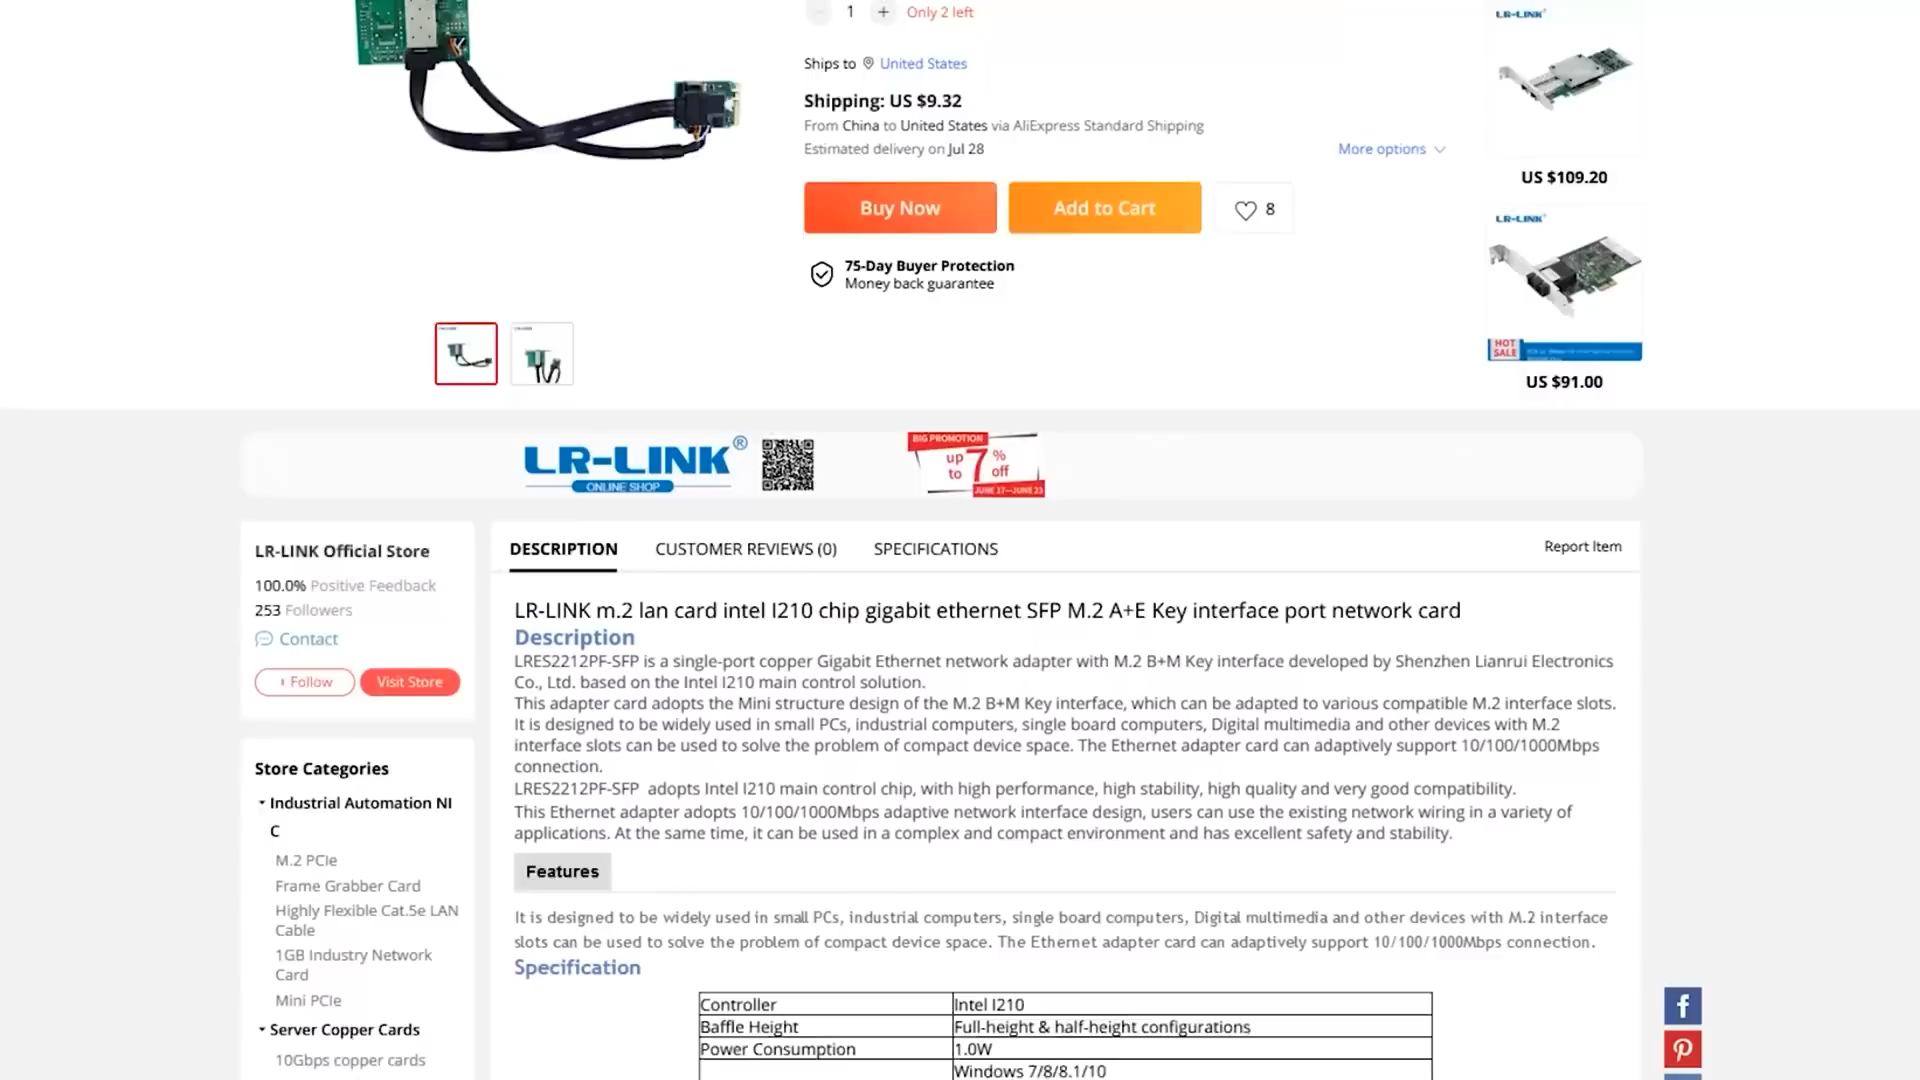 1 + Only 2 left
Ships to United States
Shipping: US $9.32
From China to United States via AliExpress Standard Shipping
Estimated delivery on Jul 28
More options
Buy Now
Add to Cart
8
75-Day Buyer Protection
Money back guarantee
LR-LINK
US $109.20
LR-LINK
HOT
SALE
US $91.00
LR-LINK®
ONLINE SHOP
BIG PROMOTION
up to 7% off
JUNE 17—JUNE 23
LR-LINK Official Store
100.0% Positive Feedback
253 Followers
Contact
+ Follow
Visit Store
Store Categories
Industrial Automation NI
C
M.2 PCIe
Frame Grabber Card
Highly Flexible Cat.5e LAN
Cable
1GB Industry Network
Card
Mini PCIe
Server Copper Cards
10Gbps copper cards
DESCRIPTION
CUSTOMER REVIEWS (0)
SPECIFICATIONS
Report Item
LR-LINK m.2 lan card intel I210 chip gigabit ethernet SFP M.2 A+E Key interface port network card
Description
LRES2212PF-SFP is a single-port copper Gigabit Ethernet network adapter with M.2 B+M Key interface developed by Shenzhen Lianrui Electronics
Co., Ltd. based on the Intel I210 main control solution.
This adapter card adopts the Mini structure design of the M.2 B+M Key interface, which can be adapted to various compatible M.2 interface slots.
It is designed to be widely used in small PCs, industrial computers, single board computers, Digital multimedia and other devices with M.2
interface slots can be used to solve the problem of compact device space. The Ethernet adapter card can adaptively support 10/100/1000Mbps
connection.
LRES2212PF-SFP adopts Intel I210 main control chip, with high performance, high stability, high quality and very good compatibility.
This Ethernet adapter adopts 10/100/1000Mbps adaptive network interface design, users can use the existing network wiring in a variety of
applications. At the same time, it can be used in a complex and compact environment and has excellent safety and stability.
Features
It is designed to be widely used in small PCs, industrial computers, single board computers, Digital multimedia and other devices with M.2 interface
slots can be used to solve the problem of compact device space. The Ethernet adapter card can adaptively support 10/100/1000Mbps connection.
Specification
Controller Intel I210
Baffle Height Full-height & half-height configurations
Power Consumption 1.0W
Windows 7/8/8.1/10